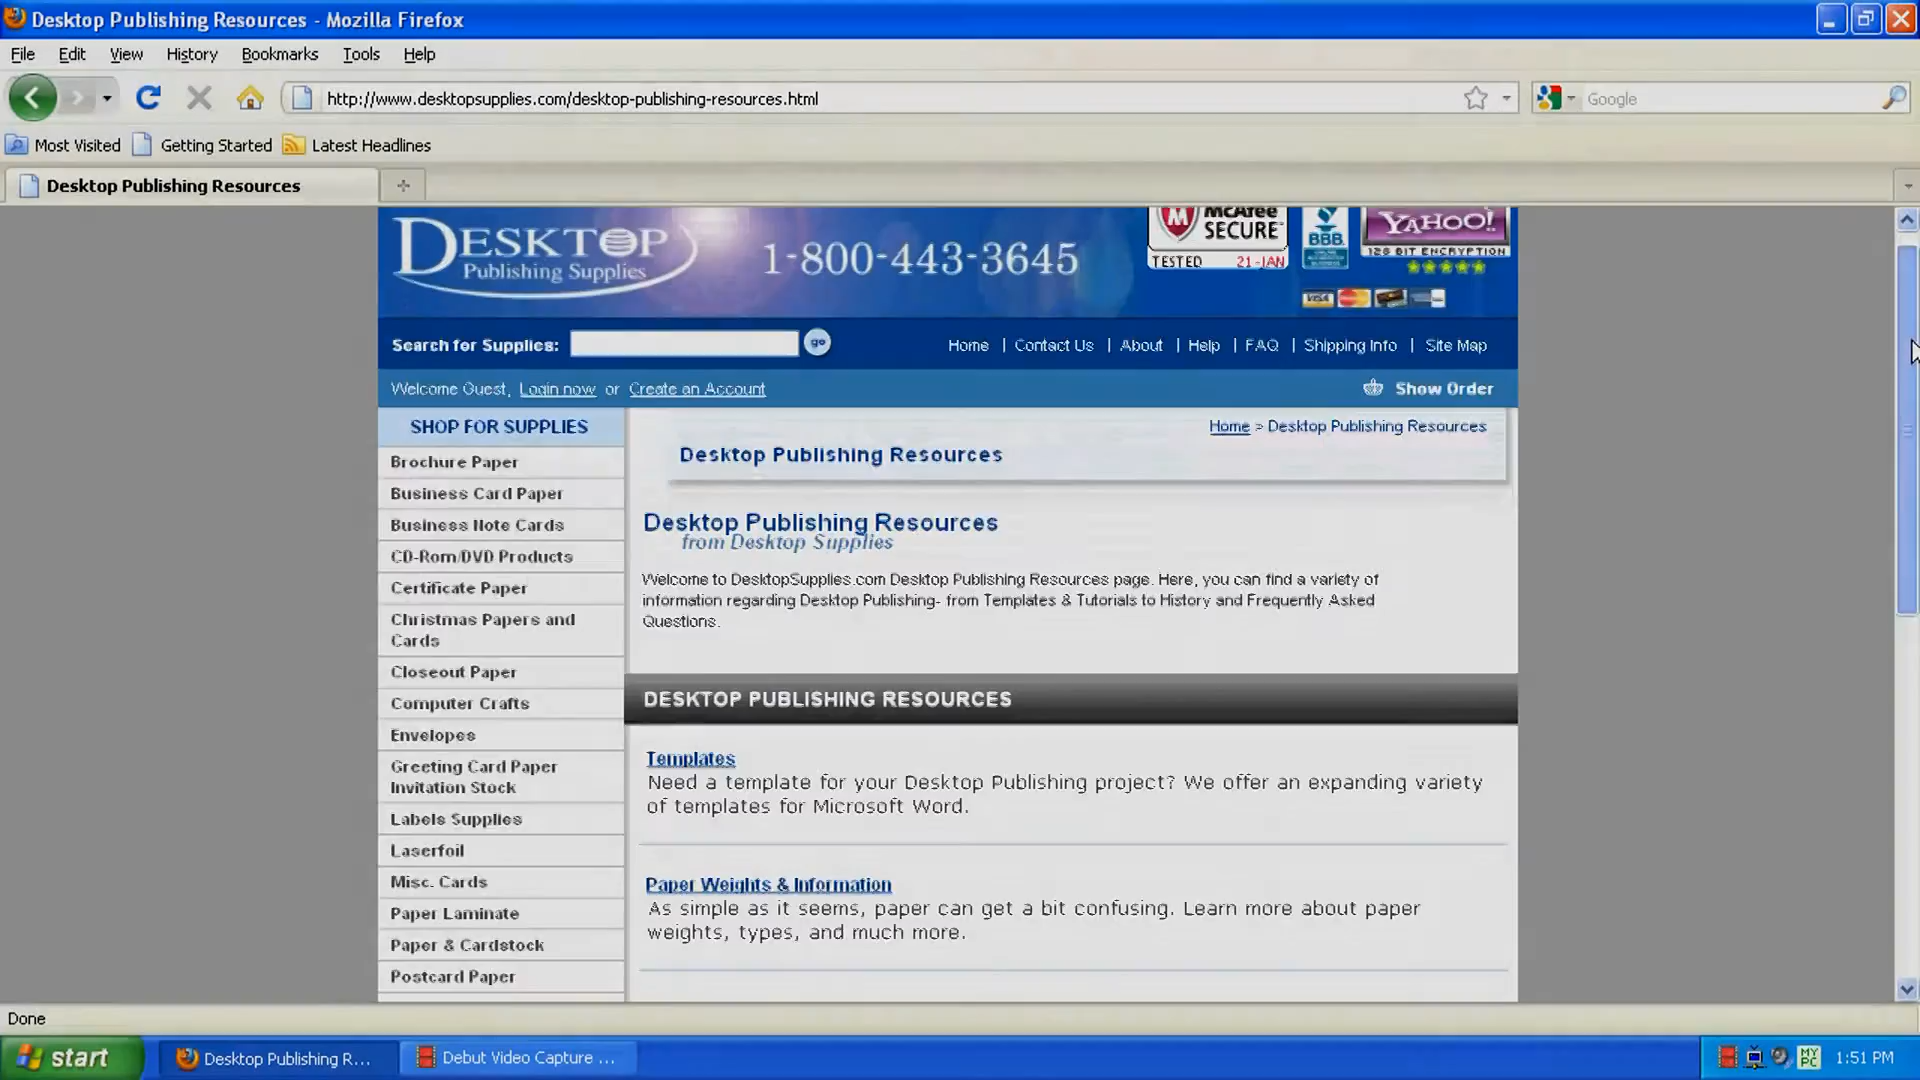 Desktop Publishing Resources - Mozilla Firefox
File Edit View History Bookmarks Tools Help
http://www.desktopsupplies.com/desktop-publishing-resources.html
Google
Most Visited Getting Started Latest Headlines
Desktop Publishing Resources
DESKTOP
Publishing Supplies
1-800-443-3645
McAfee
SECURE
TESTED 21-JAN
BBB
YAHOO!
128 BIT ENCRYPTION
VISA
Search for Supplies: go
Home | Contact Us | About | Help | FAQ | Shipping Info | Site Map
Welcome Guest, Login now or Create an Account
Show Order
SHOP FOR SUPPLIES
Brochure Paper
Business Card Paper
Business Note Cards
CD-Rom/DVD Products
Certificate Paper
Christmas Papers and
Cards
Closeout Paper
Computer Crafts
Envelopes
Greeting Card Paper
Invitation Stock
Labels Supplies
Laserfoil
Misc. Cards
Paper Laminate
Paper & Cardstock
Postcard Paper
Home > Desktop Publishing Resources
Desktop Publishing Resources
Desktop Publishing Resources
from Desktop Supplies
Welcome to DesktopSupplies.com Desktop Publishing Resources page. Here, you can find a variety of
information regarding Desktop Publishing- from Templates & Tutorials to History and Frequently Asked
Questions.
DESKTOP PUBLISHING RESOURCES
Templates
Need a template for your Desktop Publishing project? We offer an expanding variety
of templates for Microsoft Word.
Paper Weights & Information
As simple as it seems, paper can get a bit confusing. Learn more about paper
weights, types, and much more.
Done
start
Desktop Publishing R...
Debut Video Capture ...
MY
PC
1:51 PM